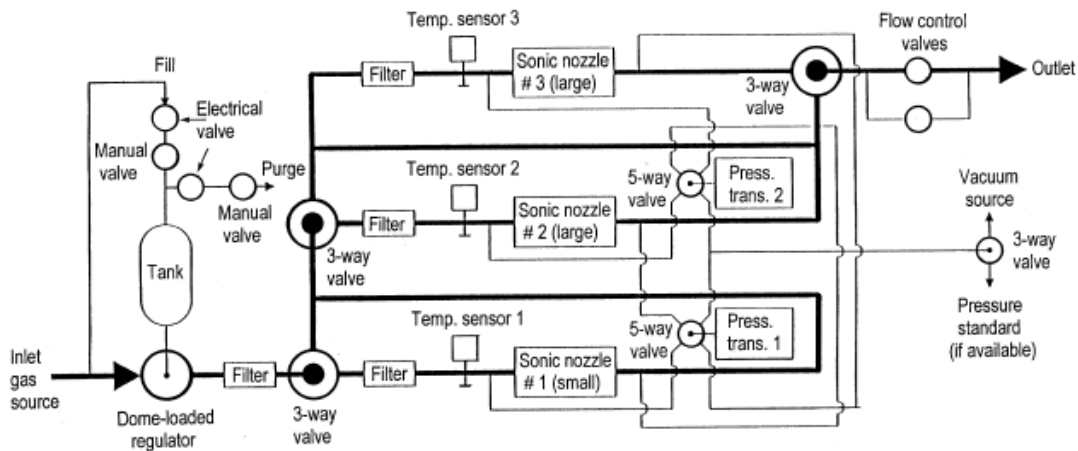 Temp. sensor 3
Flow control
valves
Fill
Filter
Sonic nozzle
# 3 (large)
3-way
valve
Outlet
Electrical
valve
Manual
valve
Purge
Manual
valve
Temp. sensor 2
5-way
valve
Press.
trans. 2
Vacuum
source
Filter
Sonic nozzle
# 2 (large)
3-way
valve
3-way
valve
Tank
Temp. sensor 1
5-way
valve
Press.
trans. 1
Pressure
standard
(if available)
Inlet
gas
source
Filter
Filter
Sonic nozzle
# 1 (small)
Dome-loaded
regulator
3-way
valve